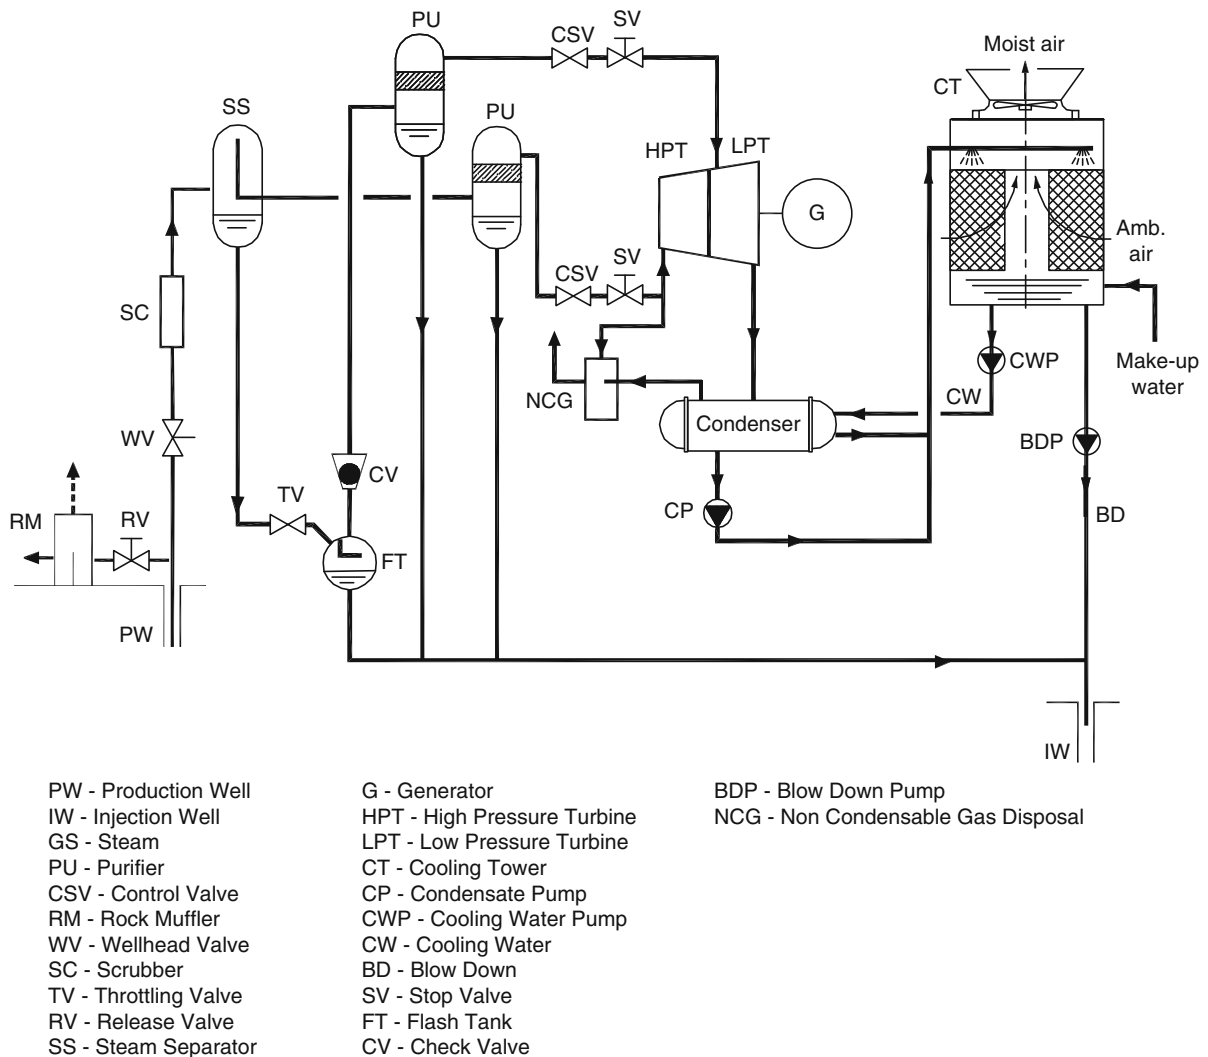 PU
CSV
SV
Moist air
CT
SS
PU
HPT
LPT
G
Amb.
air
CSV
SV
SC
Make-up
water
CWP
NCG
CW
Condenser
WV
BDP
CV
TV
CP
RM
RV
BD
FT
PW
IW
PW - Production Well
IW - Injection Well
GS - Steam
PU - Purifier
CSV - Control Valve
RM - Rock Muffler
WV - Wellhead Valve
SC - Scrubber
TV - Throttling Valve
RV - Release Valve
SS - Steam Separator
G - Generator
HPT - High Pressure Turbine
LPT - Low Pressure Turbine
CT - Cooling Tower
CP - Condensate Pump
CWP - Cooling Water Pump
CW - Cooling Water
BD - Blow Down
SV - Stop Valve
FT - Flash Tank
CV - Check Valve
BDP - Blow Down Pump
NCG - Non Condensable Gas Disposal